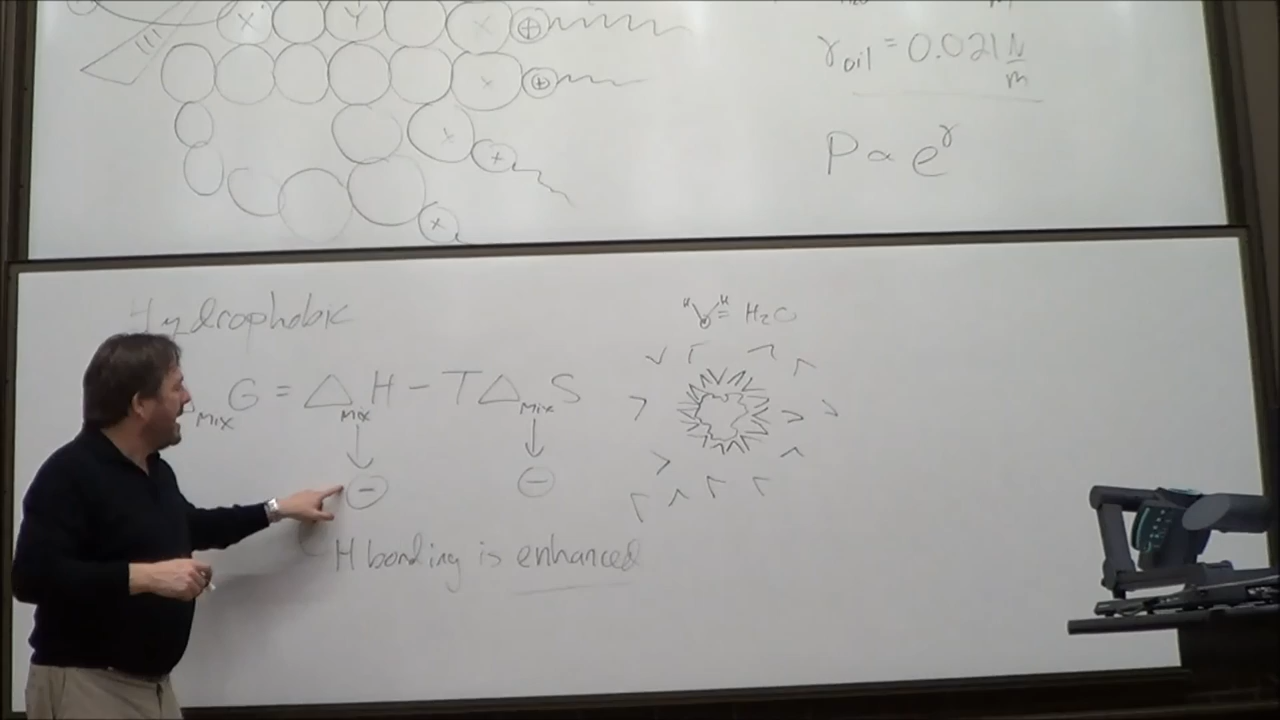 X Y X ⊕
γoil = 0.021 N/m
X ⊕
Y +
P ∝ e^γ
X
Hydrophobic
H H = H2O
ΔMix G = ΔMix H - TΔMix S
↓ ↓
⊖ ⊖
H bonding is enhanced